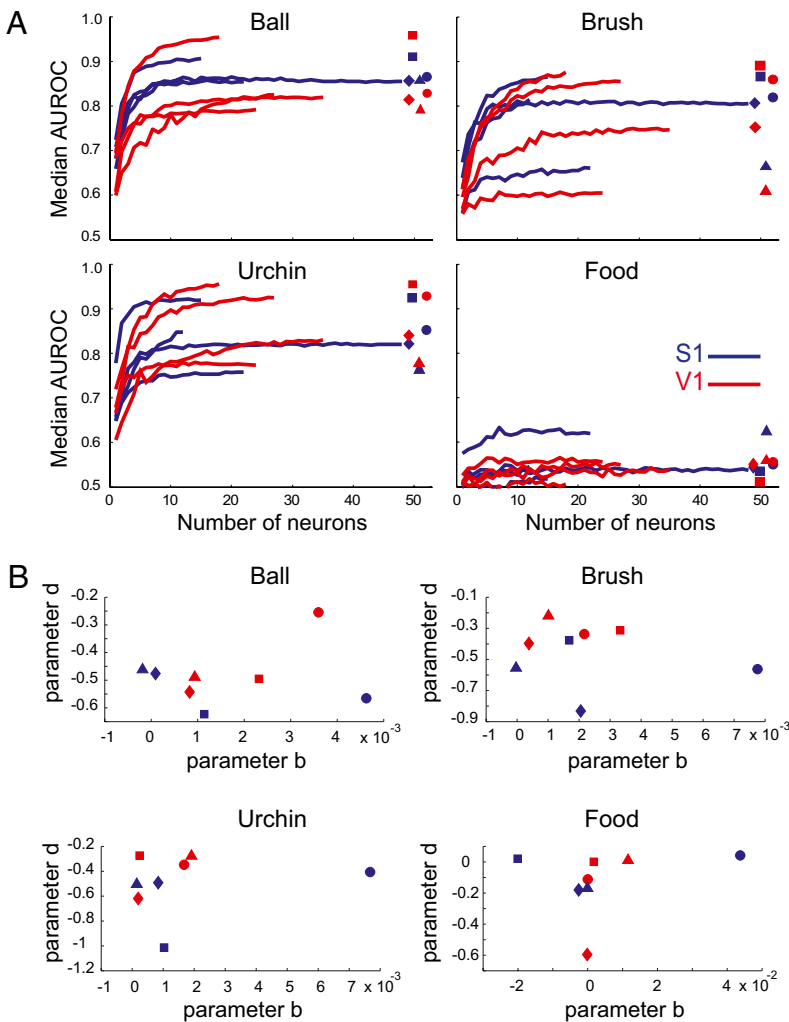 A
Ball
Brush
Median AUROC
1.0
0.9
0.8
0.7
0.6
0.5
Urchin
Food
Median AUROC
1.0
0.9
0.8
0.7
0.6
0.5
S1
V1
0 10 20 30 40 50
0 10 20 30 40 50
Number of neurons
Number of neurons
B
Ball
Brush
parameter d
-0.2
-0.3
-0.4
-0.5
-0.6
-1 0 1 2 3 4 x 10-3
parameter b
parameter d
-0.1
-0.3
-0.5
-0.7
-0.9
-1 0 1 2 3 4 5 6 7 x 10-3
parameter b
Urchin
Food
parameter d
-0.2
-0.4
-0.6
-0.8
-1
-1.2
-1 0 1 2 3 4 5 6 7 x 10-3
parameter b
parameter d
0
-0.2
-0.4
-0.6
-2 0 2 4 x 10-2
parameter b